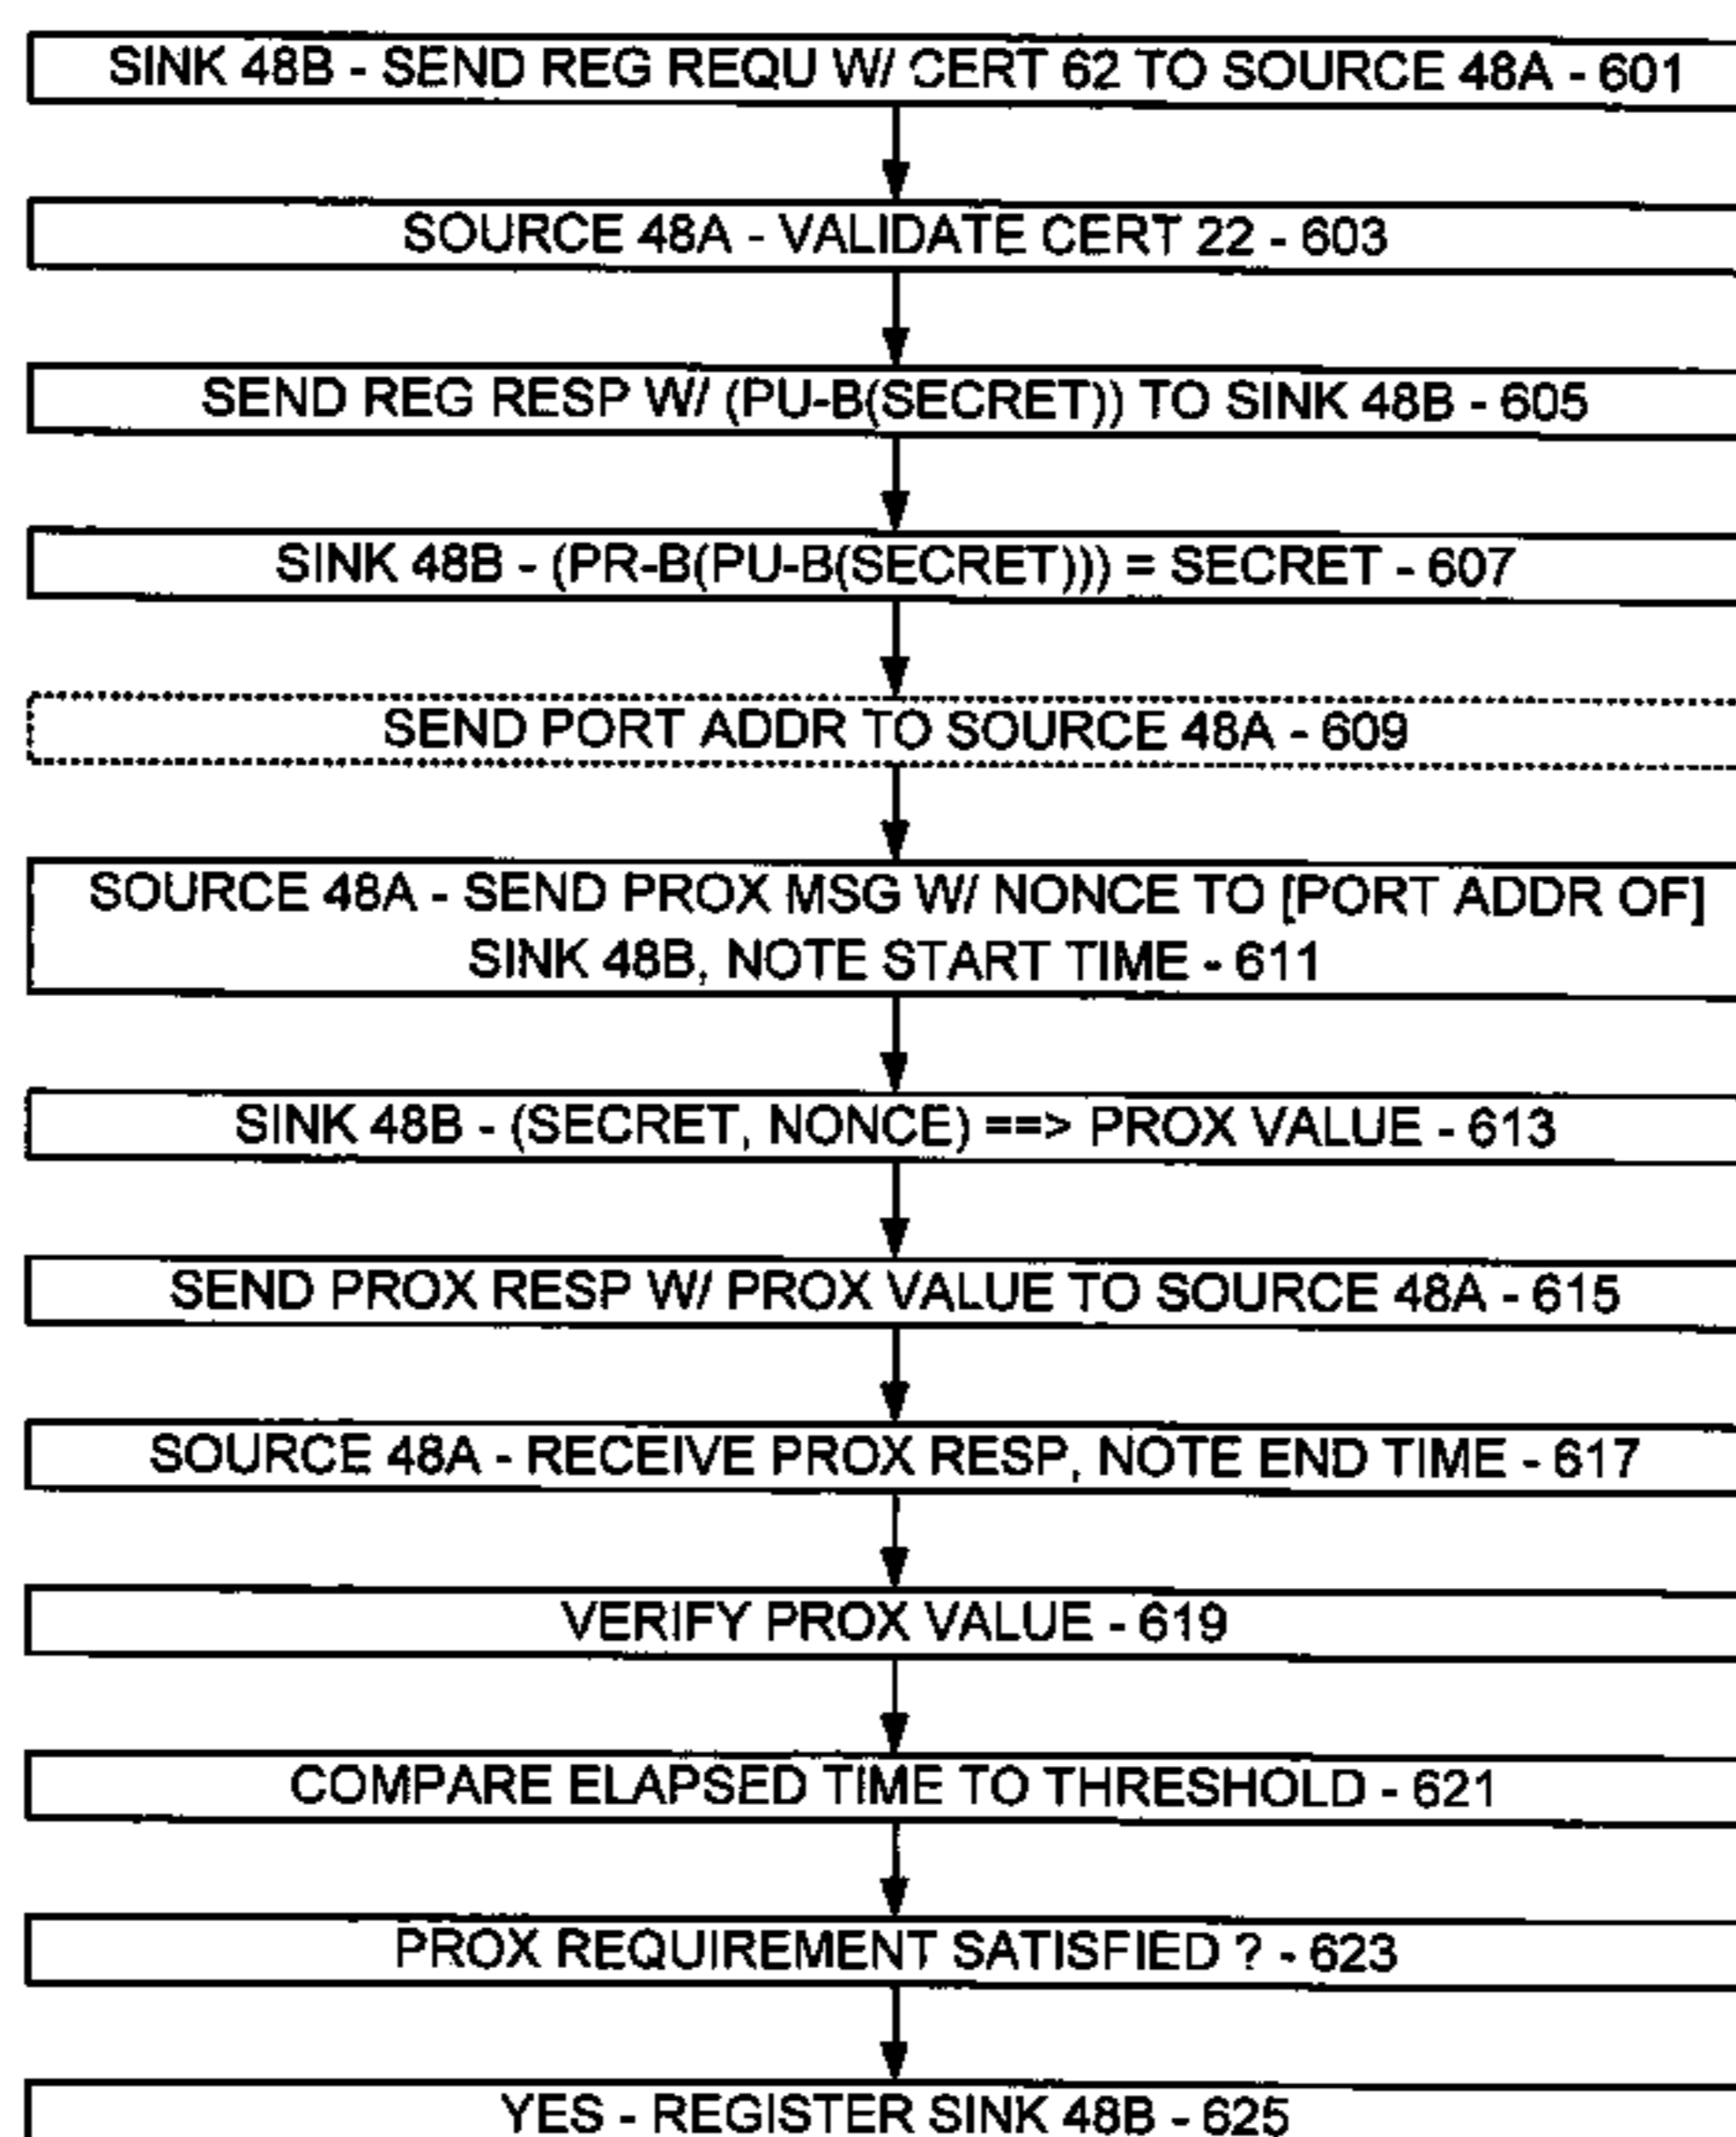 SINK 48B - SEND REG REQU W/ CERT 62 TO SOURCE 48A - 601
SOURCE 48A - VALIDATE CERT 22 - 603
SEND REG RESP W/ (PU-B(SECRET)) TO SINK 48B - 605
SINK 48B - (PR-B(PU-B(SECRET))) = SECRET - 607
SEND PORT ADDR TO SOURCE 48A - 609
SOURCE 48A - SEND PROX MSG W/ NONCE TO [PORT ADDR OF]
SINK 48B, NOTE START TIME - 611
SINK 48B - (SECRET, NONCE) ==> PROX VALUE - 613
SEND PROX RESP W/ PROX VALUE TO SOURCE 48A - 615
SOURCE 48A - RECEIVE PROX RESP, NOTE END TIME - 617
VERIFY PROX VALUE - 619
COMPARE ELAPSED TIME TO THRESHOLD - 621
PROX REQUIREMENT SATISFIED ? - 623
YES - REGISTER SINK 48B - 625